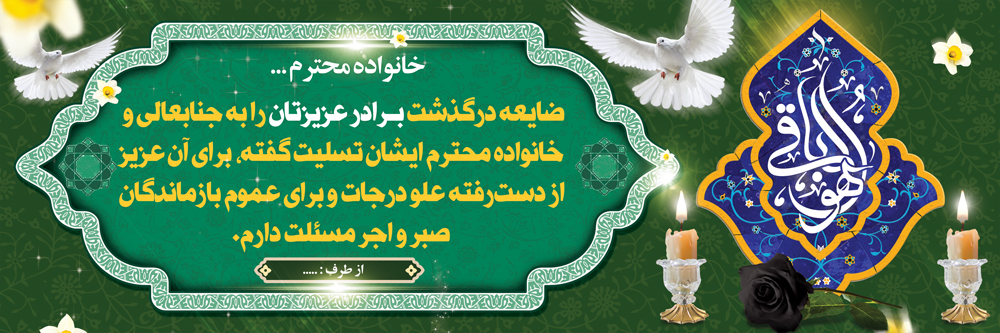 خانواده محترم ...
ضایعه درگذشت برادر عزیزتان را به جنابعالی و
خانواده محترم ایشان تسلیت گفته، برای آن عزیز
از دست‌رفته علو درجات و برای عموم بازماندگان
صبر و اجر مسئلت دارم.
از طرف : .....
هو الباقی